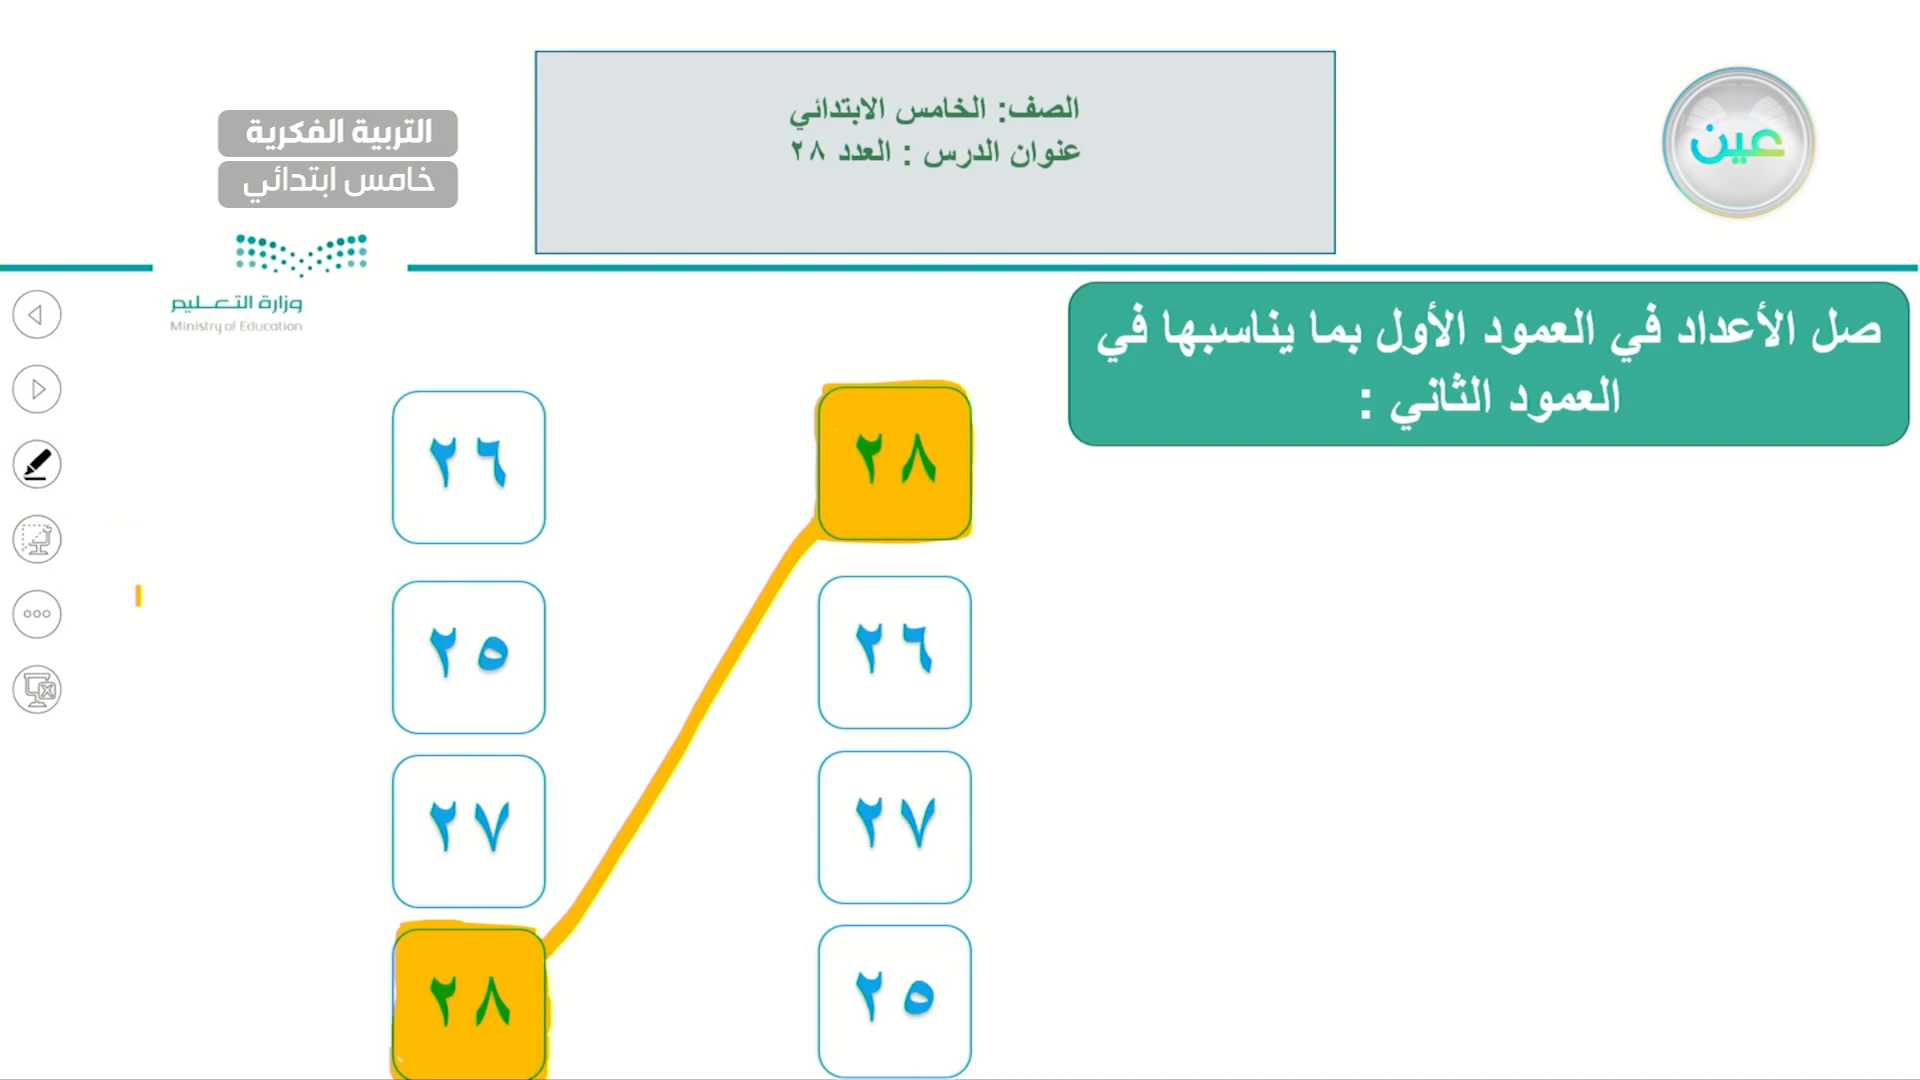 الصف: الخامس الابتدائي
عنوان الدرس : العدد ٢٨
عين
التربية الفكرية
خامس ابتدائي
وزارة التعليم
Ministry of Education
صل الأعداد في العمود الأول بما يناسبها في
العمود الثاني :
٢٨
٢٦
٢٦
٢٥
٢٧
٢٧
٢٥
٢٨